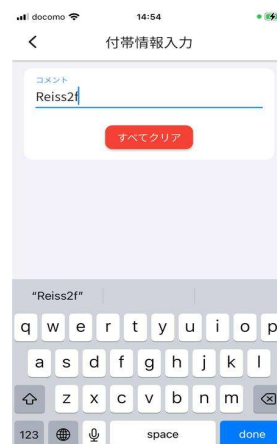 docomo 14:54
付帯情報入力
コメント
Reiss2f
すべてクリア
"Reiss2f"
q w e r t y u i o p
a s d f g h j k l
z x c v b n m
123 space done